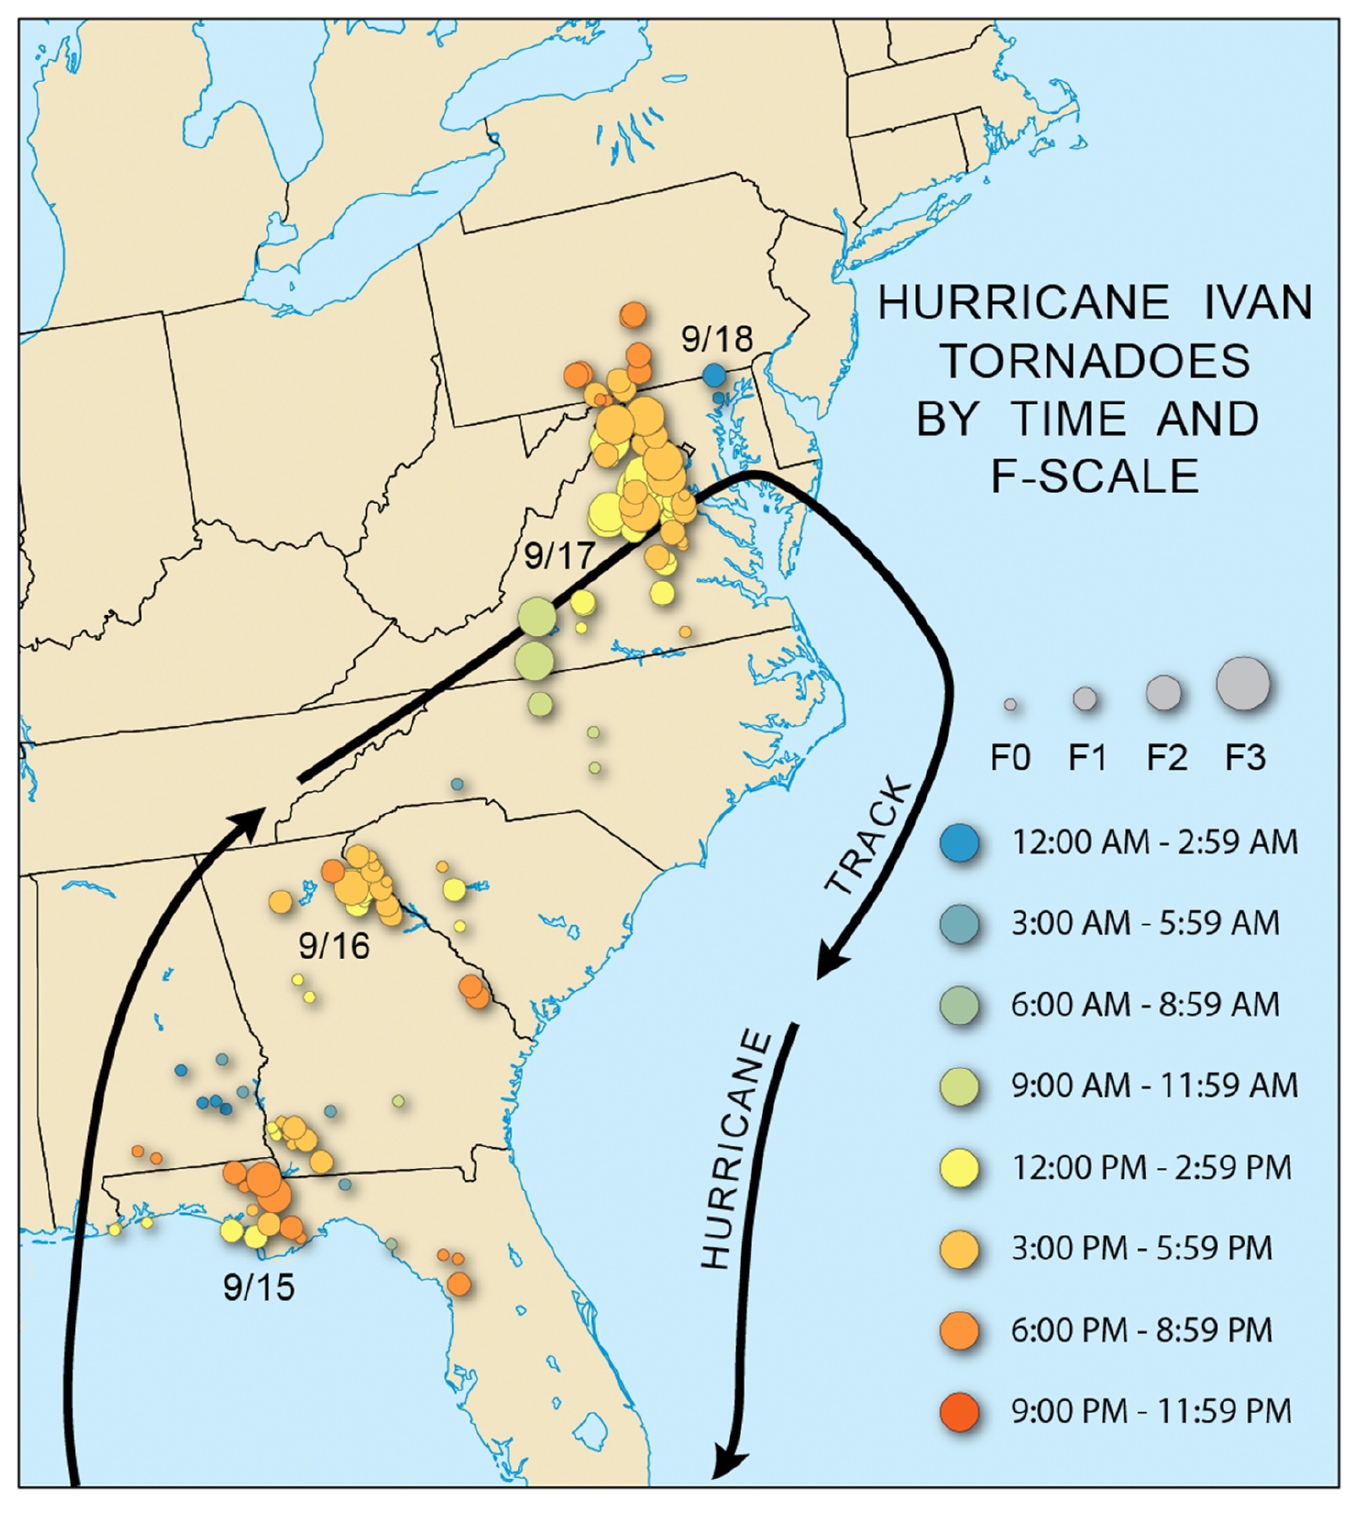 HURRICANE IVAN
TORNADOES
BY TIME AND
F-SCALE
9/18
9/17
9/16
9/15
TRACK
HURRICANE
F0 F1 F2 F3
12:00 AM - 2:59 AM
3:00 AM - 5:59 AM
6:00 AM - 8:59 AM
9:00 AM - 11:59 AM
12:00 PM - 2:59 PM
3:00 PM - 5:59 PM
6:00 PM - 8:59 PM
9:00 PM - 11:59 PM